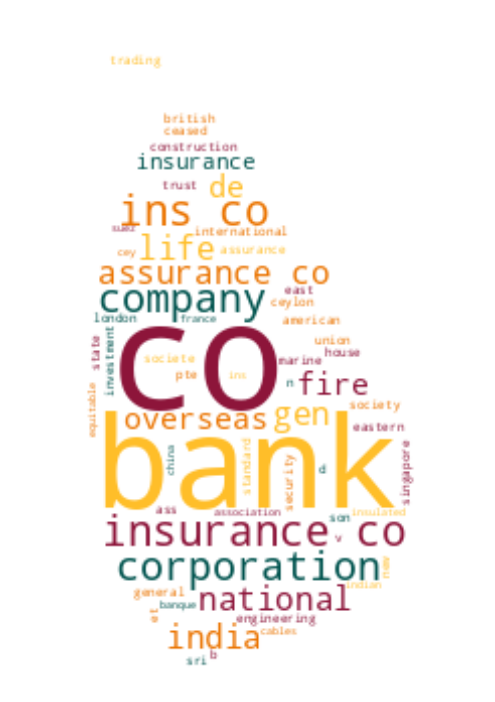 trading
british
ceased
construction
insurance
trust
de
ins co
suez
international
cey
life
assurance
assurance co
east
company
ceylon
london
france
american
co
state
investment
union
house
societe
marine
pte
ins
n
fire
equitable
society
overseas
gen
eastern
bank
china
standard
security
d
singapore
ass
association
son
insulated
insurance co
v
corporation
new
indian
general
national
banque
et
engineering
india
cables
b
sri